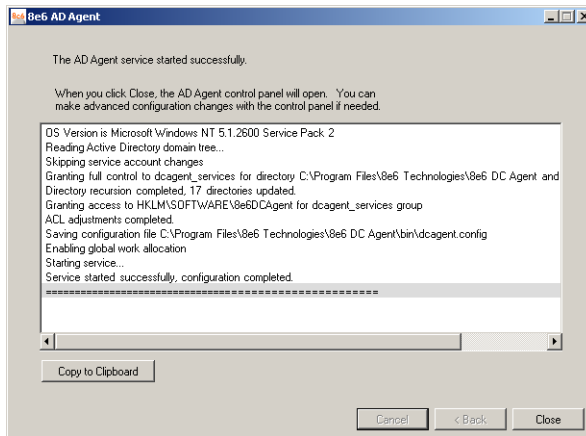 8e6 AD Agent
The AD Agent service started successfully.
When you click Close, the AD Agent control panel will open. You can
make advanced configuration changes with the control panel if needed.
OS Version is Microsoft Windows NT 5.1.2600 Service Pack 2
Reading Active Directory domain tree...
Skipping service account changes
Granting full control to dcagent_services for directory C:\Program Files\8e6 Technologies\8e6 DC Agent and
Directory recursion completed, 17 directories updated.
Granting access to HKLM\SOFTWARE\8e6DCAgent for dcagent_services group
ACL adjustments completed.
Saving configuration file C:\Program Files\8e6 Technologies\8e6 DC Agent\bin\dcagent.config
Enabling global work allocation
Starting service...
Service started successfully, configuration completed.
==========================================================
Copy to Clipboard
Cancel < Back Close